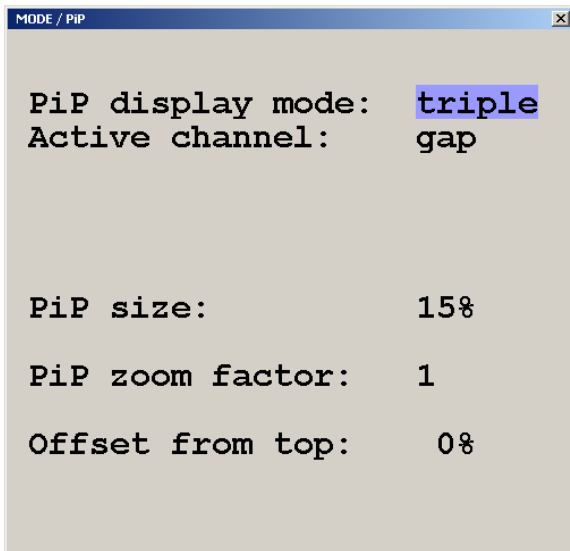 MODE / PiP
PiP display mode: triple
Active channel: gap
PiP size: 15%
PiP zoom factor: 1
Offset from top: 0%